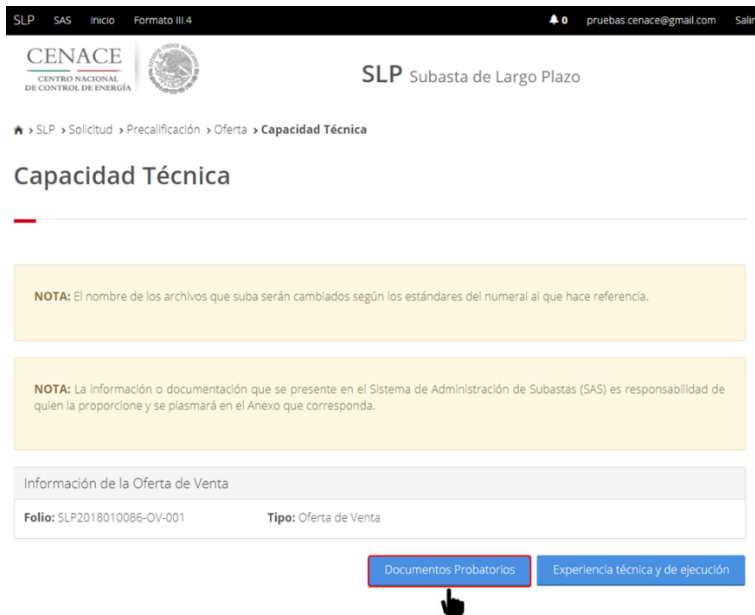 SLP SAS Inicio Formato III.4 0 pruebas.cenace@gmail.com Salir
CENACE
CENTRO NACIONAL
DE CONTROL DE ENERGÍA
SLP Subasta de Largo Plazo
> SLP > Solicitud > Precalificación > Oferta > Capacidad Técnica
Capacidad Técnica
NOTA: El nombre de los archivos que suba serán cambiados según los estándares del numeral al que hace referencia.
NOTA: La información o documentación que se presente en el Sistema de Administración de Subastas (SAS) es responsabilidad de
quien la proporcione y se plasmará en el Anexo que corresponda.
Información de la Oferta de Venta
Folio: SLP2018010086-OV-001 Tipo: Oferta de Venta
Documentos Probatorios Experiencia técnica y de ejecución